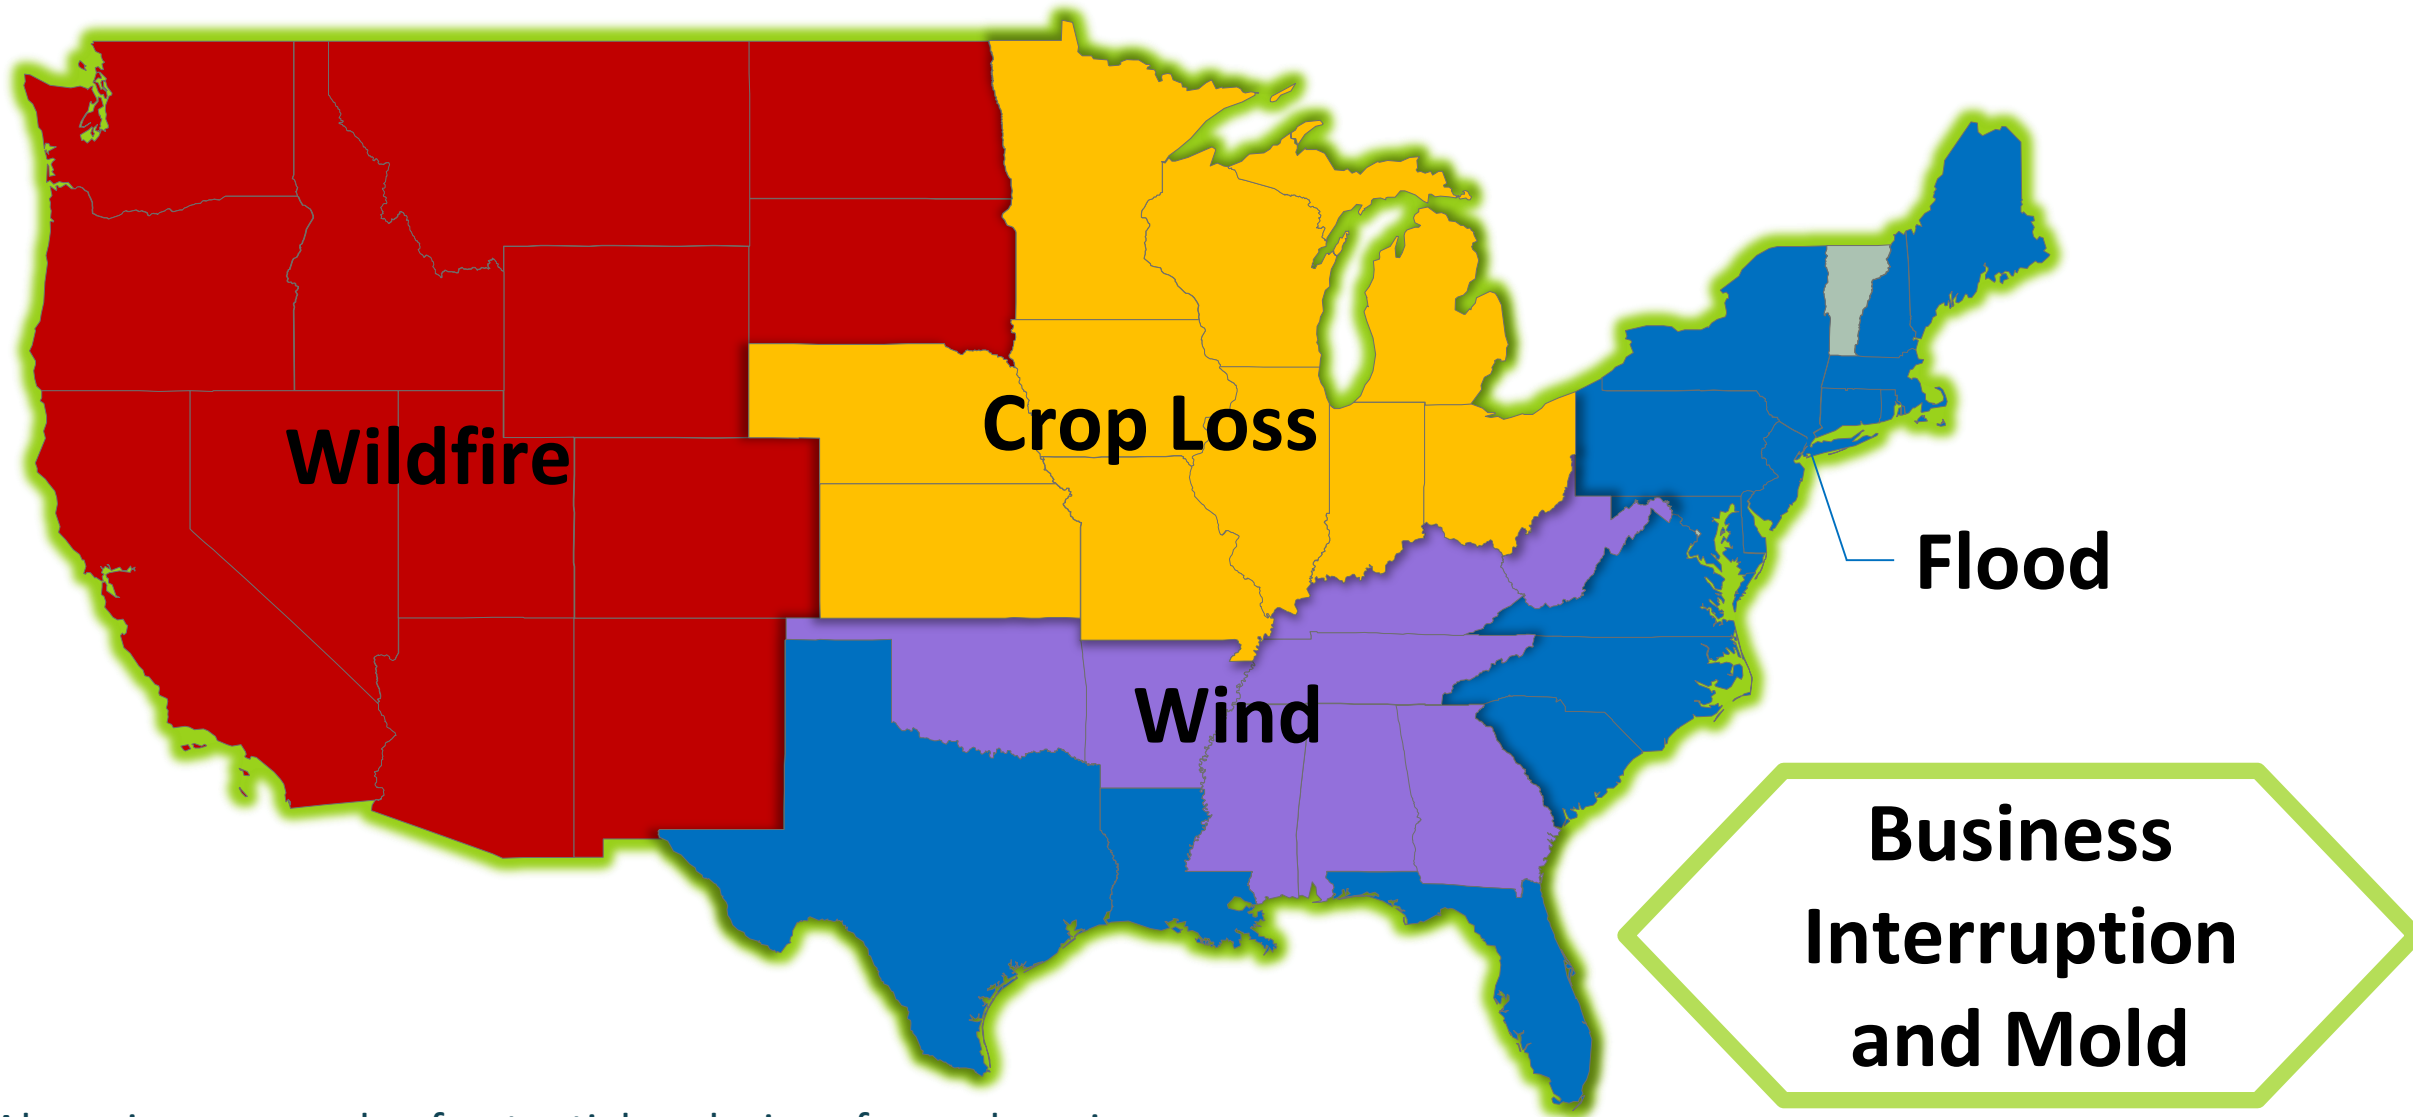 Wildfire
Crop Loss
Wind
Flood
Business
Interruption
and Mold